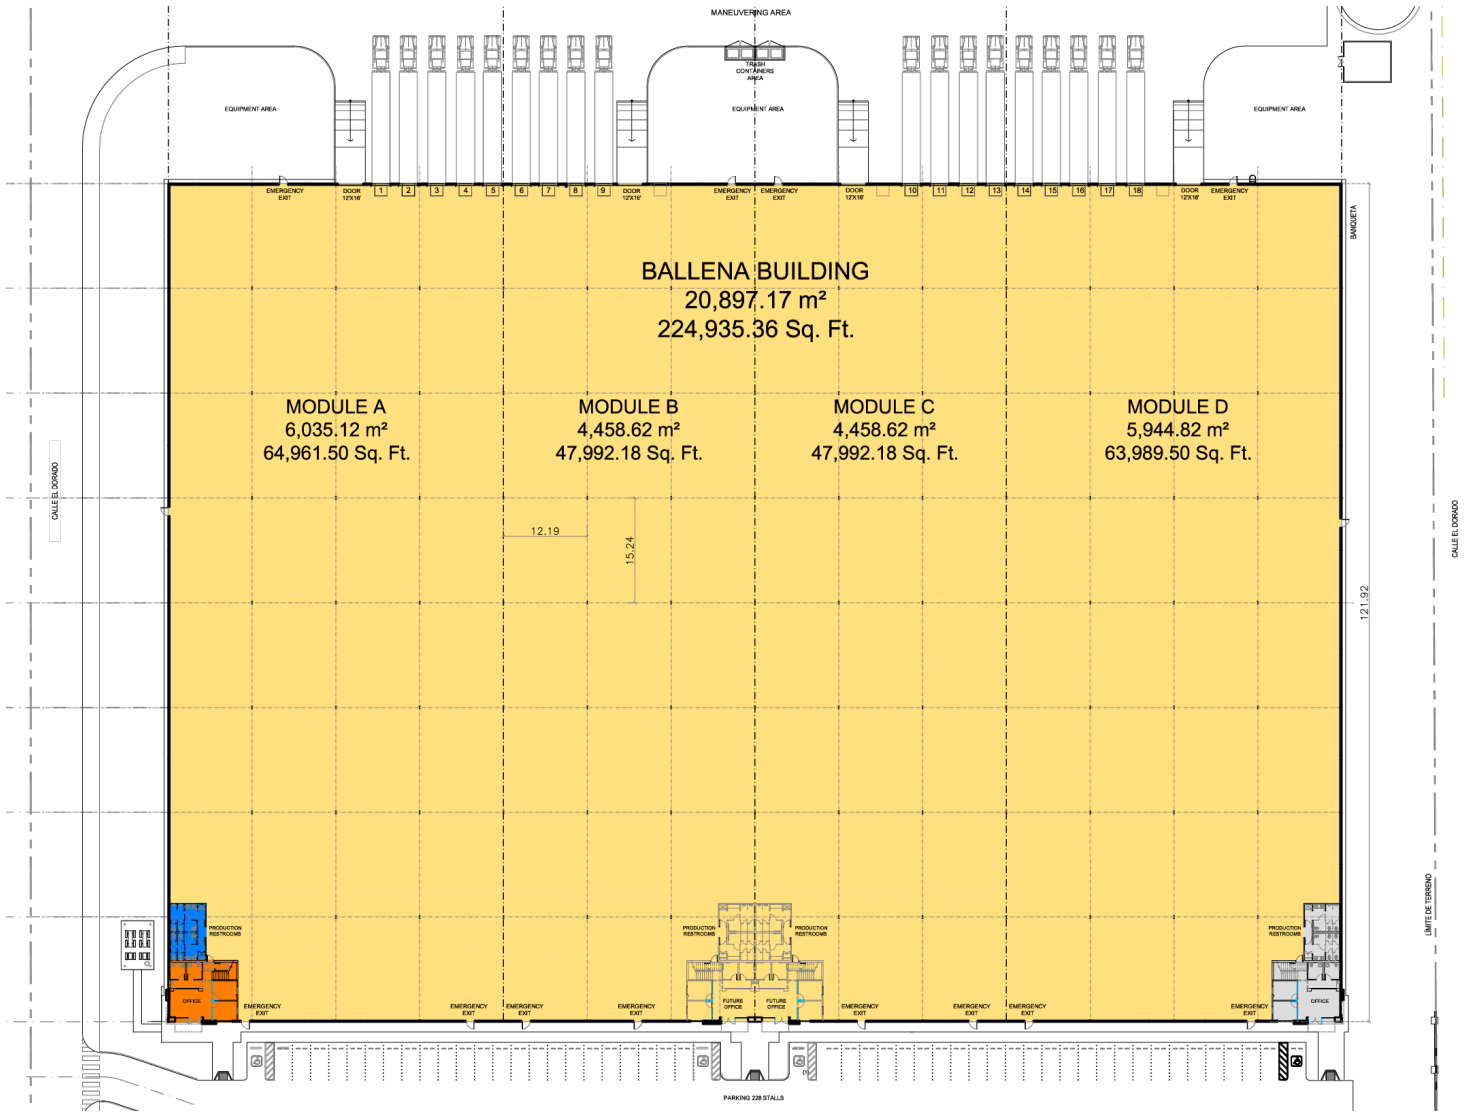 MANEUVERING AREA
TRASH
CONTAINERS
AREA
EQUIPMENT AREA
EQUIPMENT AREA
EQUIPMENT AREA
EMERGENCY
EXIT
DOOR
12'X16'
1
2
3
4
5
6
7
8
9
DOOR
12'X16'
EMERGENCY
EXIT
EMERGENCY
EXIT
DOOR
12'X16'
10
11
12
13
14
15
16
17
18
DOOR
12'X16'
EMERGENCY
EXIT
BANQUETA
BALLENA BUILDING
20,897.17 m²
224,935.36 Sq. Ft.
MODULE A
6,035.12 m²
64,961.50 Sq. Ft.
MODULE B
4,458.62 m²
47,992.18 Sq. Ft.
MODULE C
4,458.62 m²
47,992.18 Sq. Ft.
MODULE D
5,944.82 m²
63,989.50 Sq. Ft.
CALLE EL DORADO
12.19
15.24
CALLE EL DORADO
121.92
LÍMITE DE TERRENO
PRODUCTION
RESTROOMS
PRODUCTION
RESTROOMS
PRODUCTION
RESTROOMS
PRODUCTION
RESTROOMS
OFFICE
FUTURE
OFFICE
FUTURE
OFFICE
OFFICE
EMERGENCY
EXIT
EMERGENCY
EXIT
EMERGENCY
EXIT
EMERGENCY
EXIT
EMERGENCY
EXIT
EMERGENCY
EXIT
EMERGENCY
EXIT
EMERGENCY
EXIT
PARKING 228 STALLS